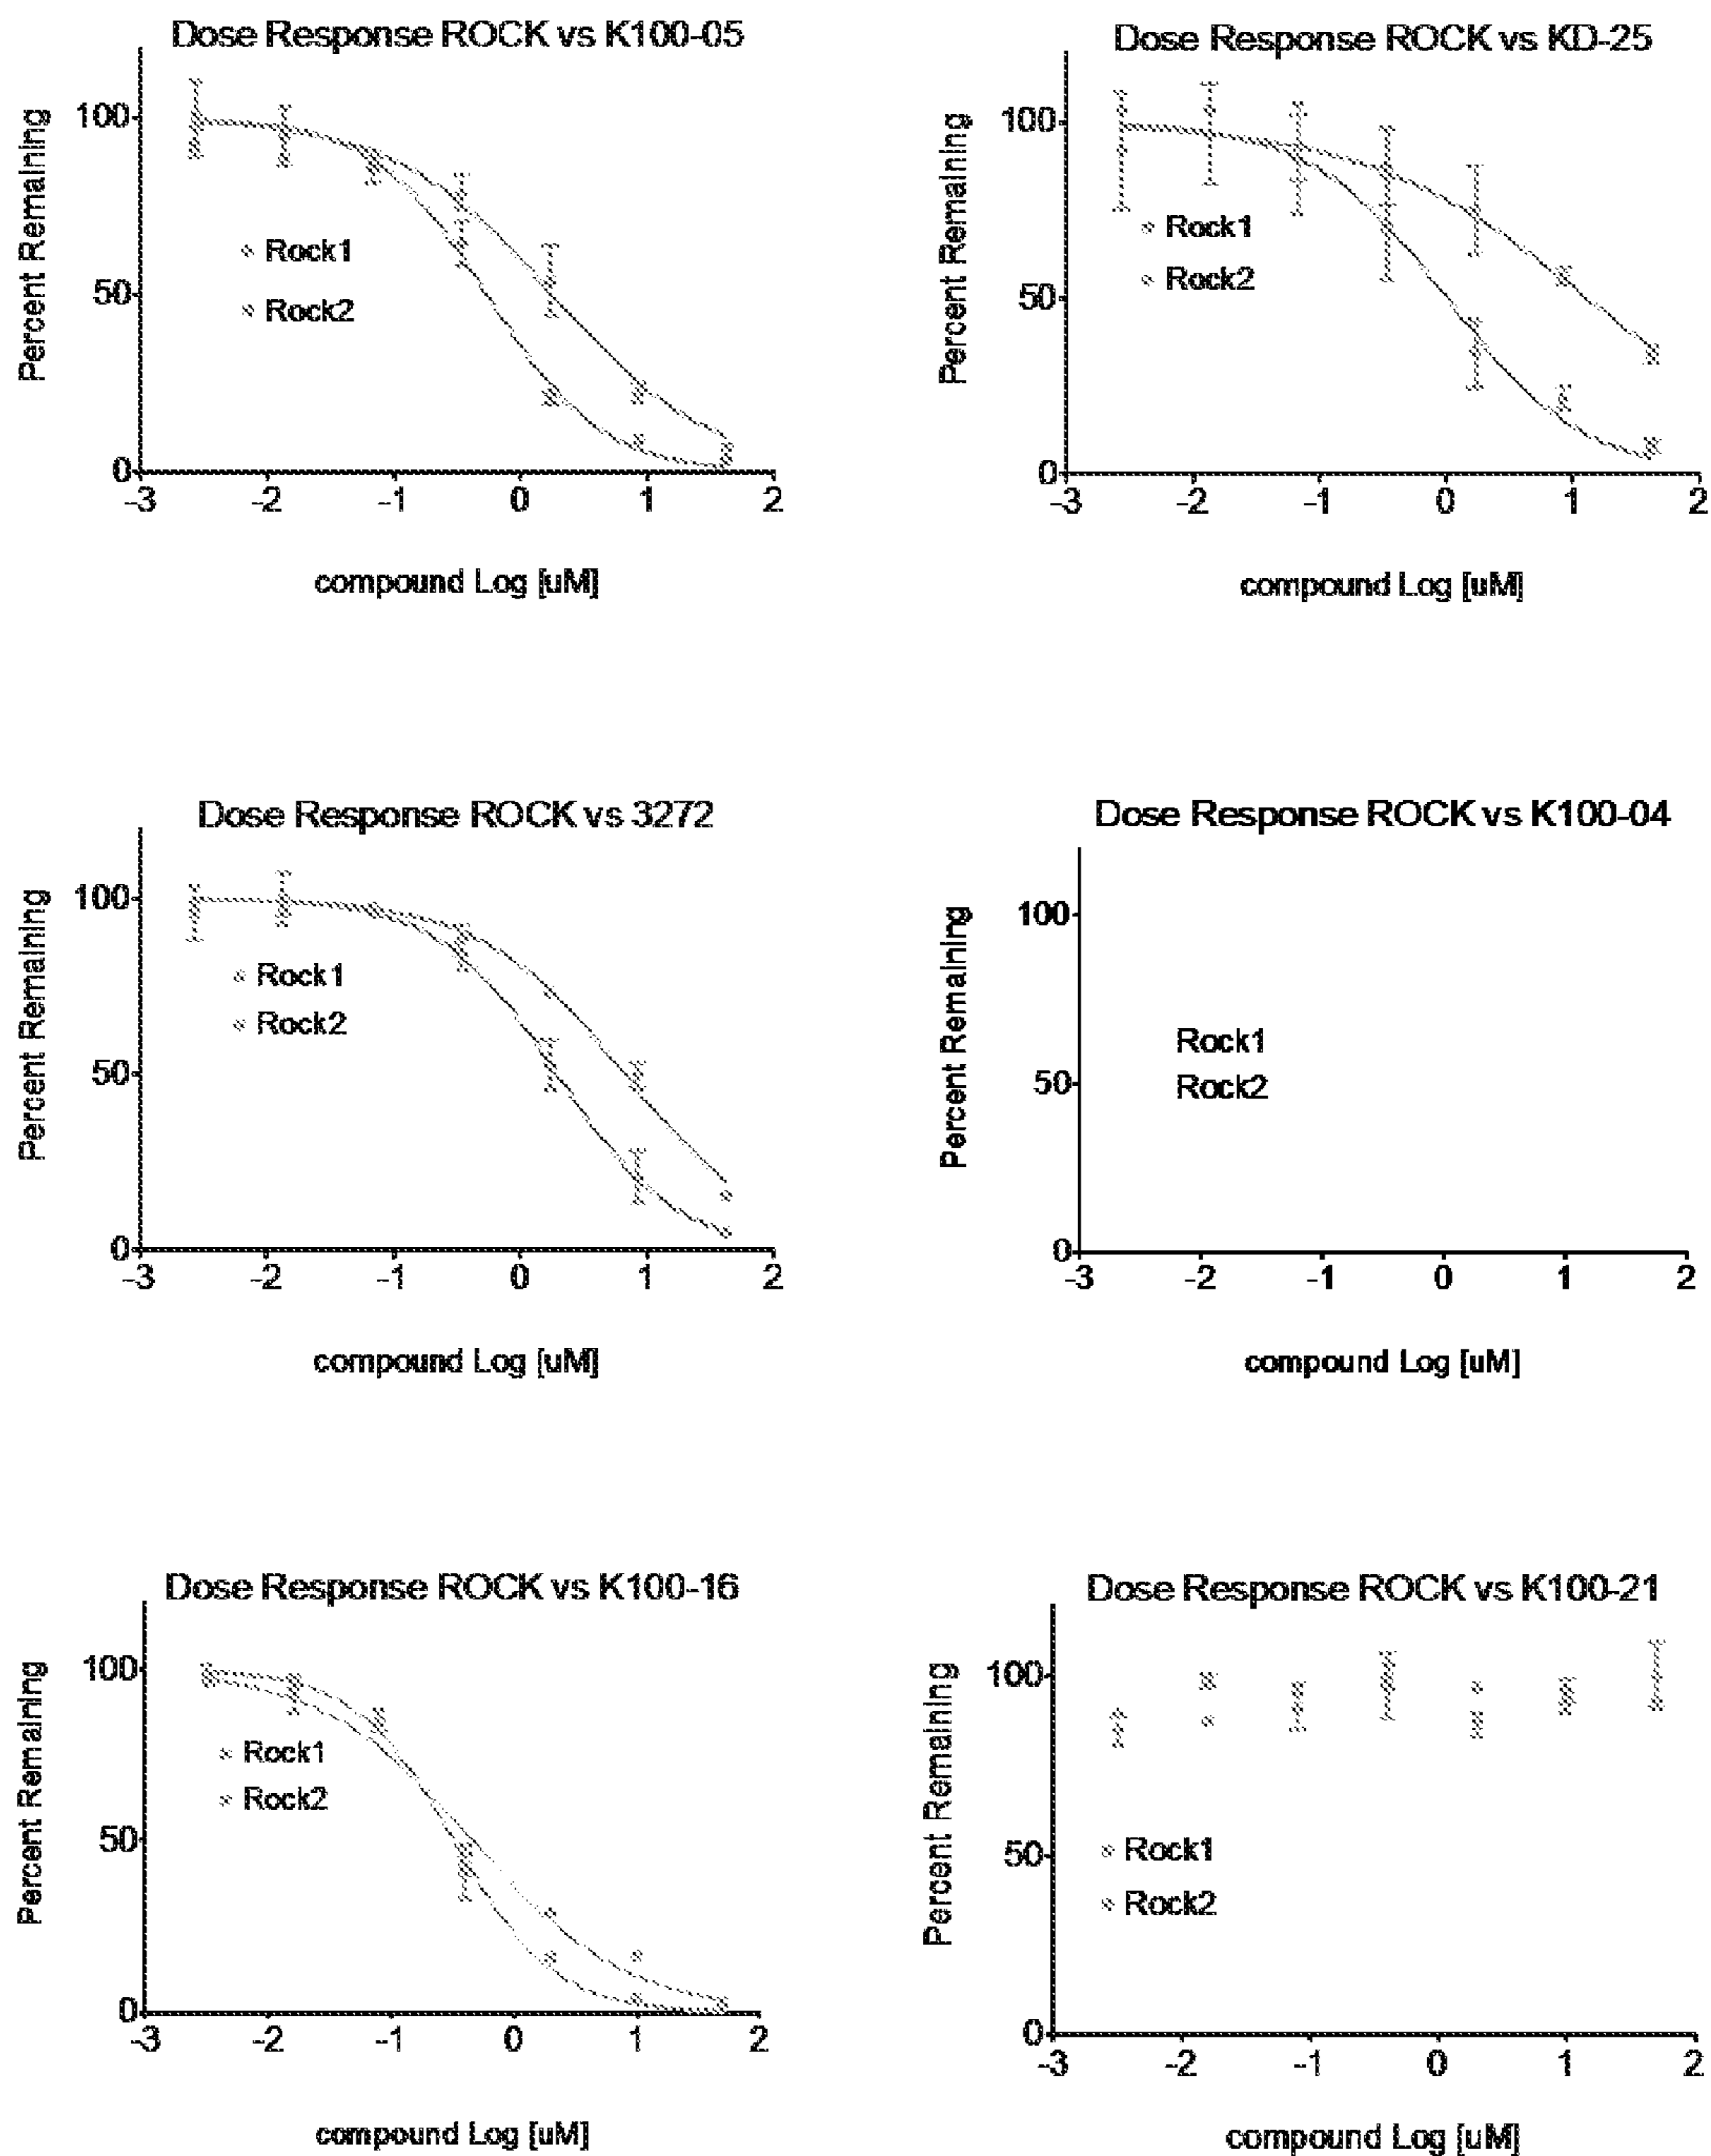 Dose Response ROCK vs K100-05
Percent Remaining
100
50
0
Rock1
Rock2
-3 -2 -1 0 1 2
compound Log [uM]
Dose Response ROCK vs KD-25
Percent Remaining
100
50
0
Rock1
Rock2
-3 -2 -1 0 1 2
compound Log [uM]
Dose Response ROCK vs 3272
Percent Remaining
100
50
0
Rock1
Rock2
-3 -2 -1 0 1 2
compound Log [uM]
Dose Response ROCK vs K100-04
Percent Remaining
100
50
0
Rock1
Rock2
-3 -2 -1 0 1 2
compound Log [uM]
Dose Response ROCK vs K100-16
Percent Remaining
100
50
0
Rock1
Rock2
-3 -2 -1 0 1 2
compound Log [uM]
Dose Response ROCK vs K100-21
Percent Remaining
100
50
0
Rock1
Rock2
-3 -2 -1 0 1 2
compound Log [uM]